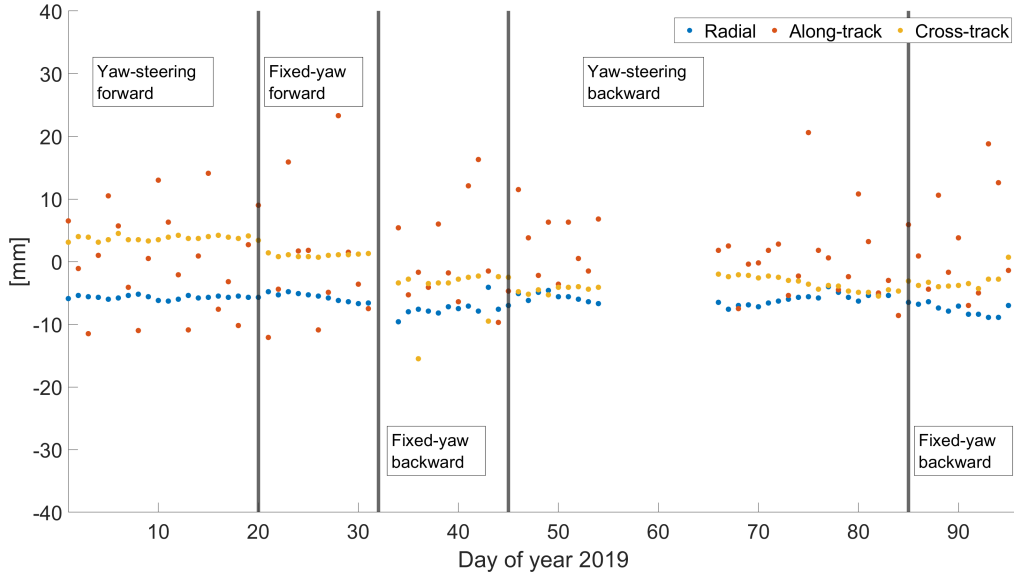 40
30
20
10
0
-10
-20
-30
-40
[mm]
Radial Along-track Cross-track
Yaw-steering
forward
Fixed-yaw
forward
Yaw-steering
backward
Fixed-yaw
backward
Fixed-yaw
backward
10 20 30 40 50 60 70 80 90
Day of year 2019